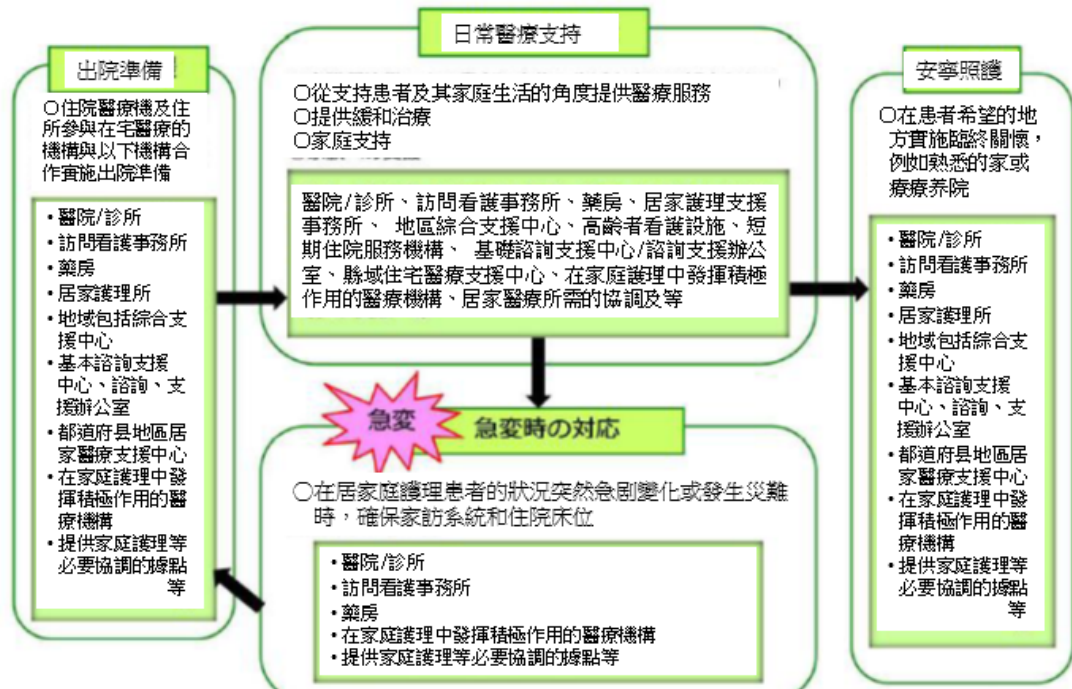 出院準備
○住院醫療機及住
所參與在宅醫療的
機構與以下機構合
作實施出院準備
•醫院/診所
•訪問看護事務所
•藥房
•居家護理所
•地域包括綜合支
援中心
•基本諮詢支援
中心、諮詢、支
援辦公室
•都道府县地區居
家醫療支援中心
•在家庭護理中發
揮積極作用的醫
療機構
•提供家庭護理等
必要協調的據點
等
日常醫療支持
○從支持患者及其家庭生活的角度提供醫療服務
○提供緩和治療
○家庭支持
醫院/診所、訪問看護事務所、藥房、居家護理支援
事務所、 地區綜合支援中心、高齡者看護設施、短
期住院服務機構、 基礎諮詢支援中心/諮詢支援辦公
室、縣域住宅醫療支援中心、在家庭護理中發揮積極
作用的醫療機構、居家醫療所需的協調及等
急変
急変時の対応
○在居家庭護理患者的狀況突然急剧變化或發生災難
時，確保家訪系統和住院床位
•醫院/診所
•訪問看護事務所
•藥房
•在家庭護理中發揮積極作用的醫療機構
•提供家庭護理等必要協調的據點等
安寧照護
○在患者希望的地
方實施臨終關懷，
例如熟悉的家或
療療养院
•醫院/診所
•訪問看護事務所
•藥房
•居家護理所
•地域包括綜合支
援中心
•基本諮詢支援
中心、諮詢、支
援辦公室
•都道府县地區居
家醫療支援中心
•在家庭護理中發
揮積極作用的醫
療機構
•提供家庭護理等
必要協調的據點
等